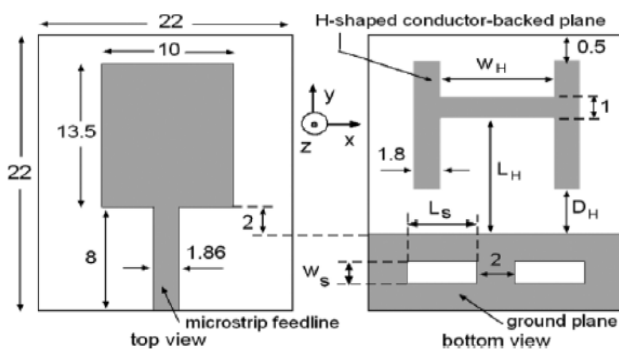 22
10
13.5
22
8
2
1.86
microstrip feedline
top view
y
z
x
H-shaped conductor-backed plane
0.5
W_H
1
1.8
L_H
D_H
L_s
W_s
2
ground plane
bottom view